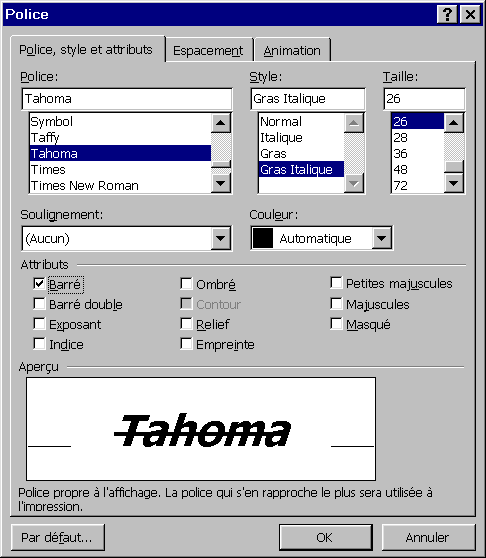 Police
Police, style et attributs
Espacement
Animation
Police:
Style:
Taille:
Tahoma
Gras Italique
26
Symbol
Taffy
Tahoma
Times
Times New Roman
Normal
Italique
Gras
Gras Italique
26
28
36
48
72
Soulignement:
Couleur:
(Aucun)
Automatique
Attributs
Barré
Ombré
Petites majuscules
Barré double
Contour
Majuscules
Exposant
Relief
Masqué
Indice
Empreinte
Aperçu
Tahoma
Police propre à l'affichage. La police qui s'en rapproche le plus sera utilisée à
l'impression.
Par défaut...
OK
Annuler